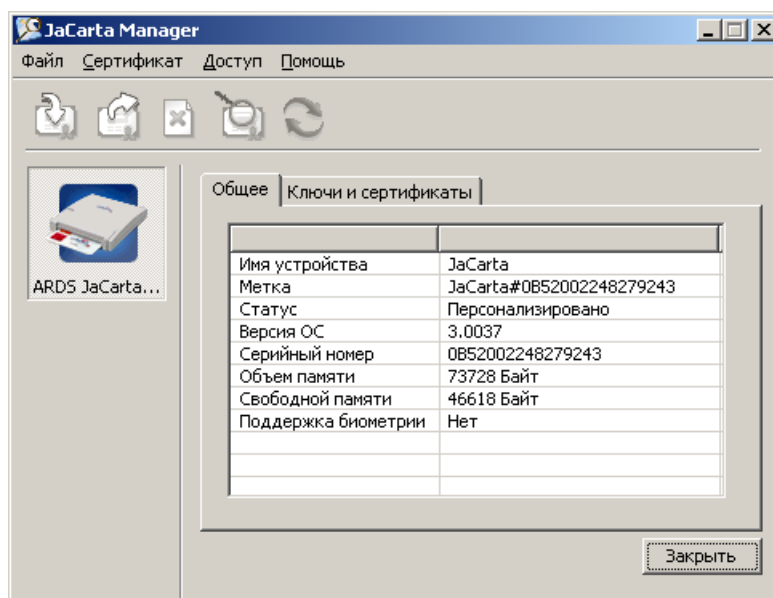 JaCarta Manager
Файл Сертификат Доступ Помощь
Общее Ключи и сертификаты
ARDS JaCarta...
Имя устройства JaCarta
Метка JaCarta#0B52002248279243
Статус Персонализировано
Версия ОС 3.0037
Серийный номер 0B52002248279243
Объем памяти 73728 Байт
Свободной памяти 46618 Байт
Поддержка биометрии Нет
Закрыть